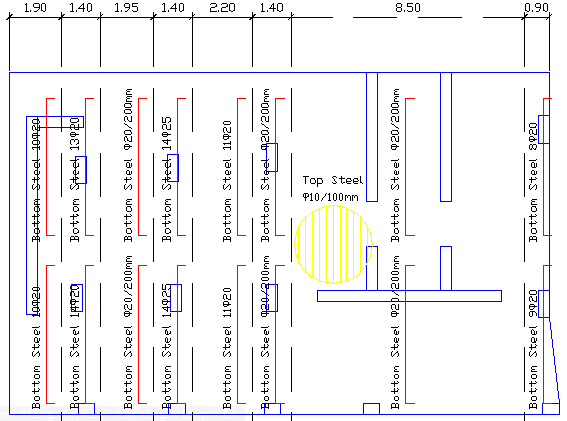 1.90 1.40 1.95 1.40 2.20 1.40 8.50 0.90
Bottom Steel 10φ20
Bottom Steel 13φ20
Bottom Steel φ20/200mm
Bottom Steel 14φ25
Bottom Steel 11φ20
Bottom Steel φ20/200mm
Top Steel
φ10/100mm
Bottom Steel φ20/200mm
Bottom Steel 8φ20
Bottom Steel 10φ20
Bottom Steel 14φ20
Bottom Steel φ20/200mm
Bottom Steel 14φ25
Bottom Steel 11φ20
Bottom Steel φ20/200mm
Bottom Steel φ20/200mm
Bottom Steel 9φ20